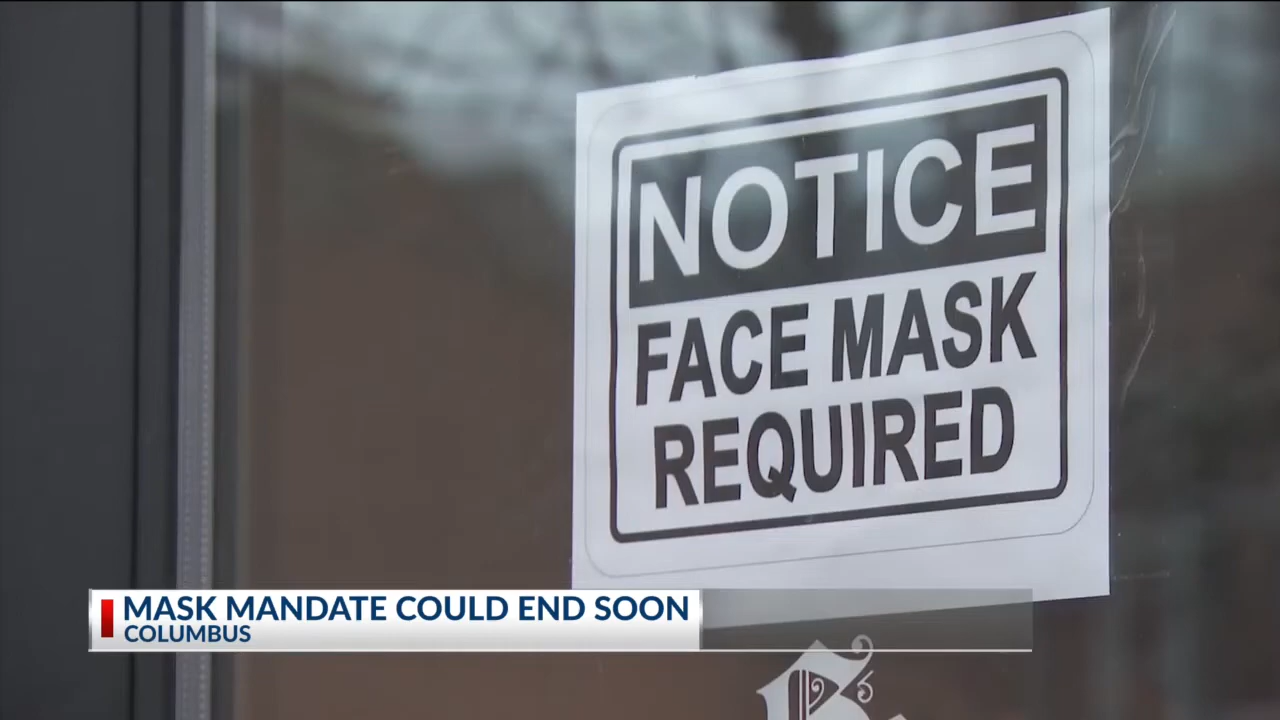 NOTICE
FACE MASK
REQUIRED
MASK MANDATE COULD END SOON
COLUMBUS